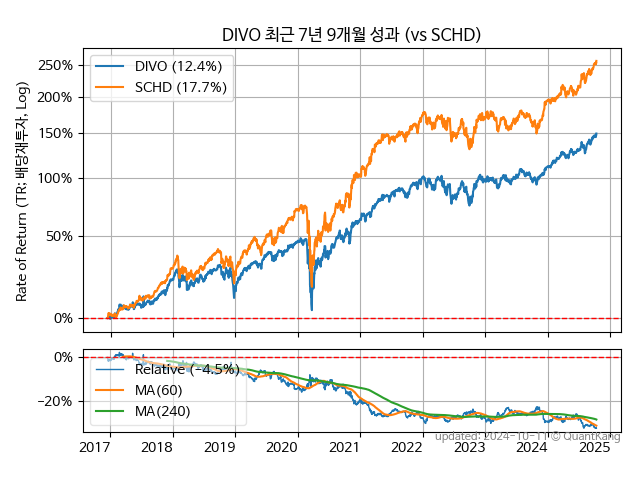 DIVO 최근 7년 9개월 성과 (vs SCHD)
Rate of Return (TR: 배당재투자, Log)
250%
200%
150%
100%
50%
0%
DIVO (12.4%)
SCHD (17.7%)
0%
−20%
Relative (−4.5%)
MA(60)
MA(240)
updated: 2024-10-11 © QuantKang
2017 2018 2019 2020 2021 2022 2023 2024 2025